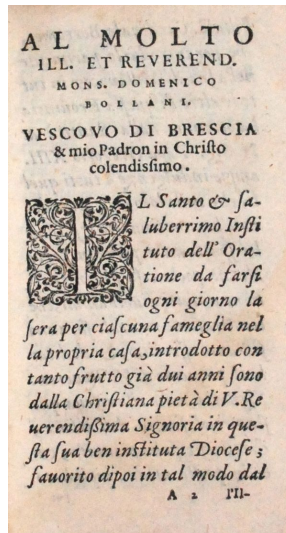 AL MOLTO
ILL. ET REVEREND.
MONS. DOMENICO
BOLLANI.
VESCOVO DI BRESCIA
& mio Padron in Chriſto
colendiſſimo.
IL Santo & ſa-
luberrimo Inſti
tuto dell' Ora-
tione da farſi
ogni giorno la
ſera per ciaſcuna fameglia nel
la propria caſa, introdotto con
tanto frutto già dui anni ſono
dalla Chriſtiana pietà di V. Re
uerendißima Signoria in que-
ſta ſua ben inſtituta Dioceſe;
fauorito dipoi in tal modo dal
A 2 l'Il-